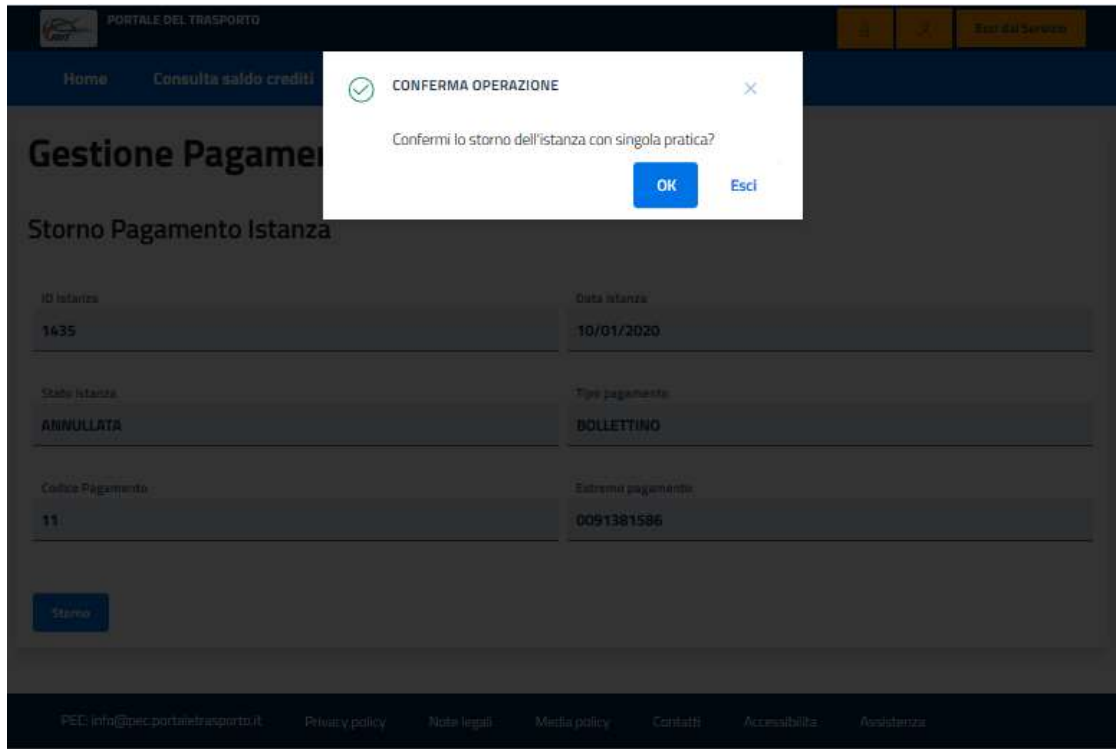 PORTALE DEL TRASPORTO
Esci dal Servizio
Home Consulta saldo crediti
CONFERMA OPERAZIONE
Confermi lo storno dell'istanza con singola pratica?
OK Esci
Gestione Pagamen
Storno Pagamento Istanza
ID Istanza Data Istanza
1435 10/01/2020
Stato Istanza Tipo pagamento
ANNULLATA BOLLETTINO
Codice Pagamento Estremo pagamento
11 0091381586
Storno
PEC: info@pec.portaletrasporto.it Privacy policy Note legali Media policy Contatti Accessibilità Assistenza